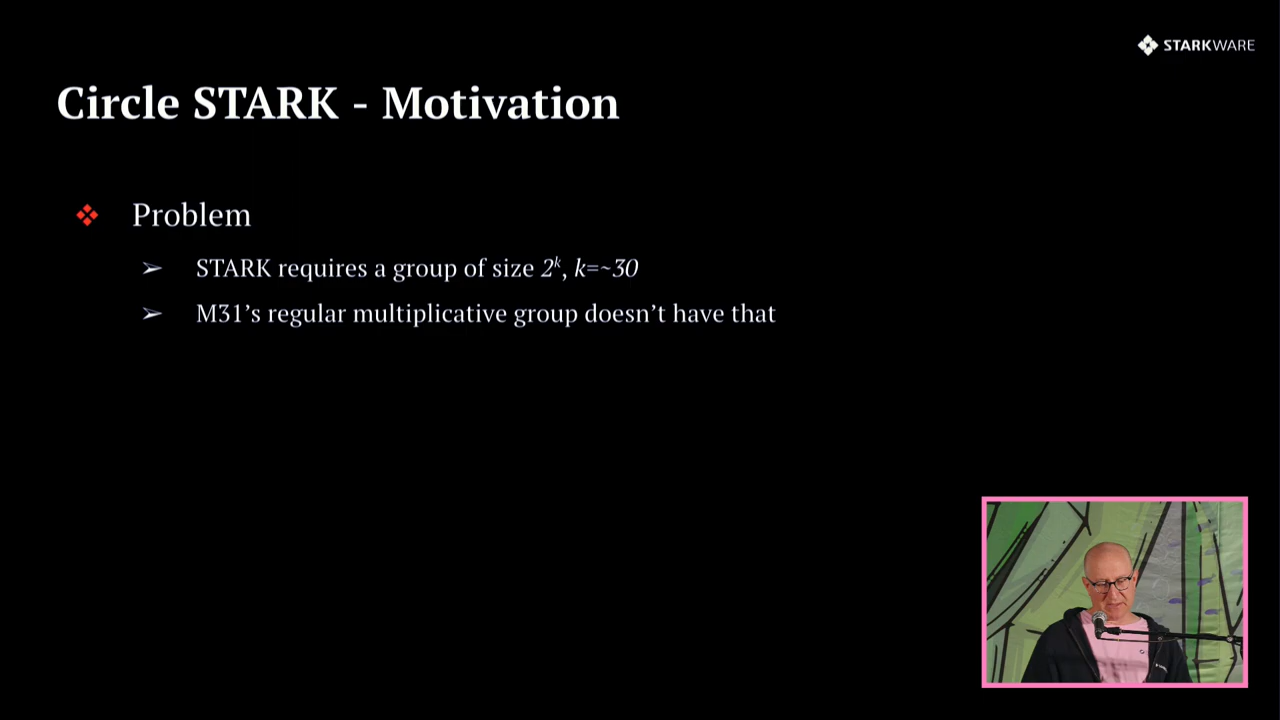 STARKWARE
Circle STARK - Motivation
❖ Problem
➢ STARK requires a group of size 2ᵏ, k=~30
➢ M31’s regular multiplicative group doesn’t have that